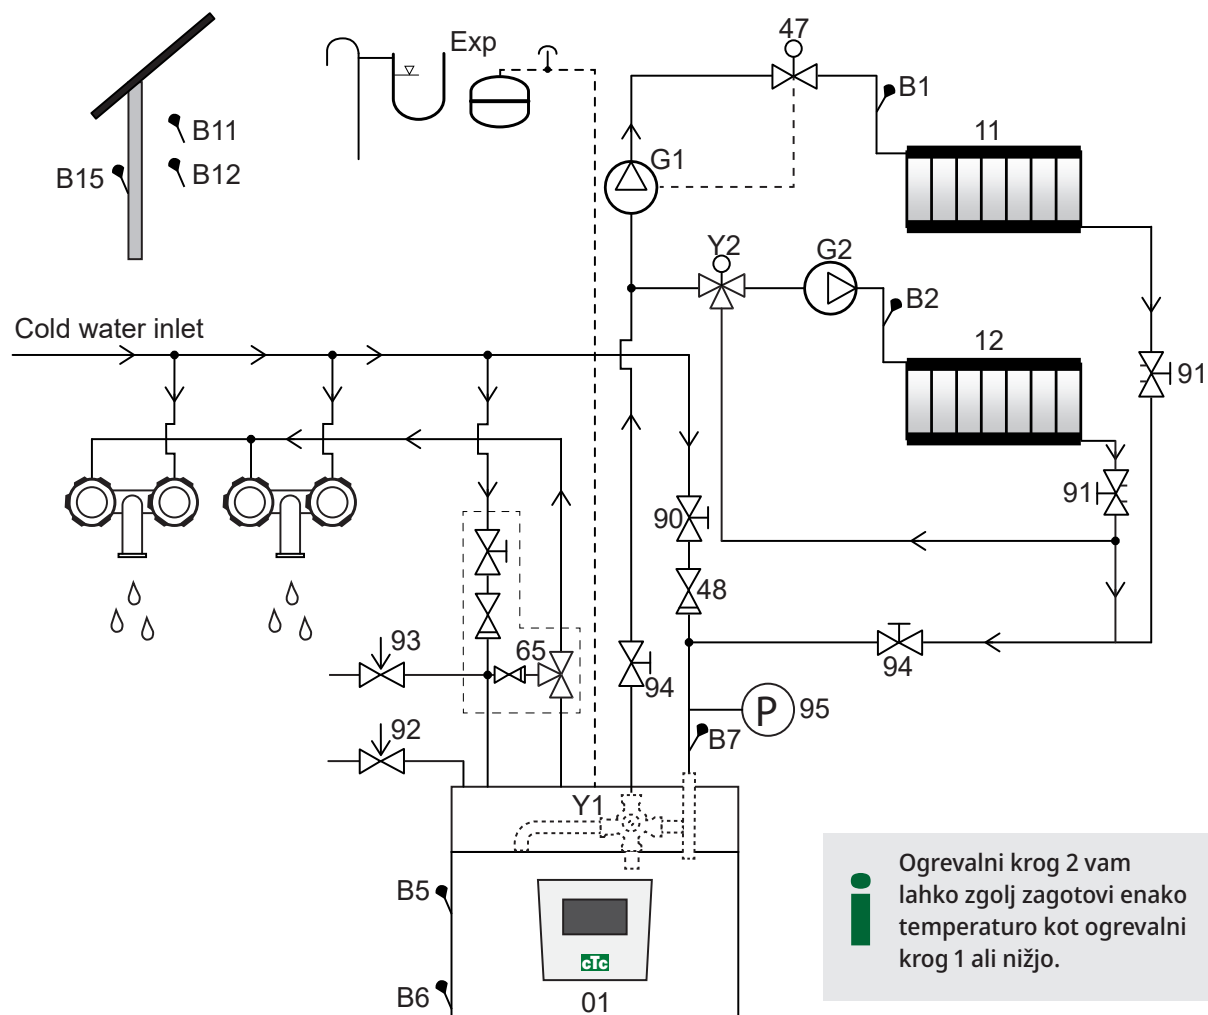 47
Exp
B1
B11
11
G1
B12
B15
Y2
G2
B2
Cold water inlet
12
91
91
90
48
93
65
94
94
P 95
92
B7
Y1
B5
cTc
B6
01
Ogrevalni krog 2 vam
lahko zgolj zagotovi enako
temperaturo kot ogrevalni
krog 1 ali nižjo.